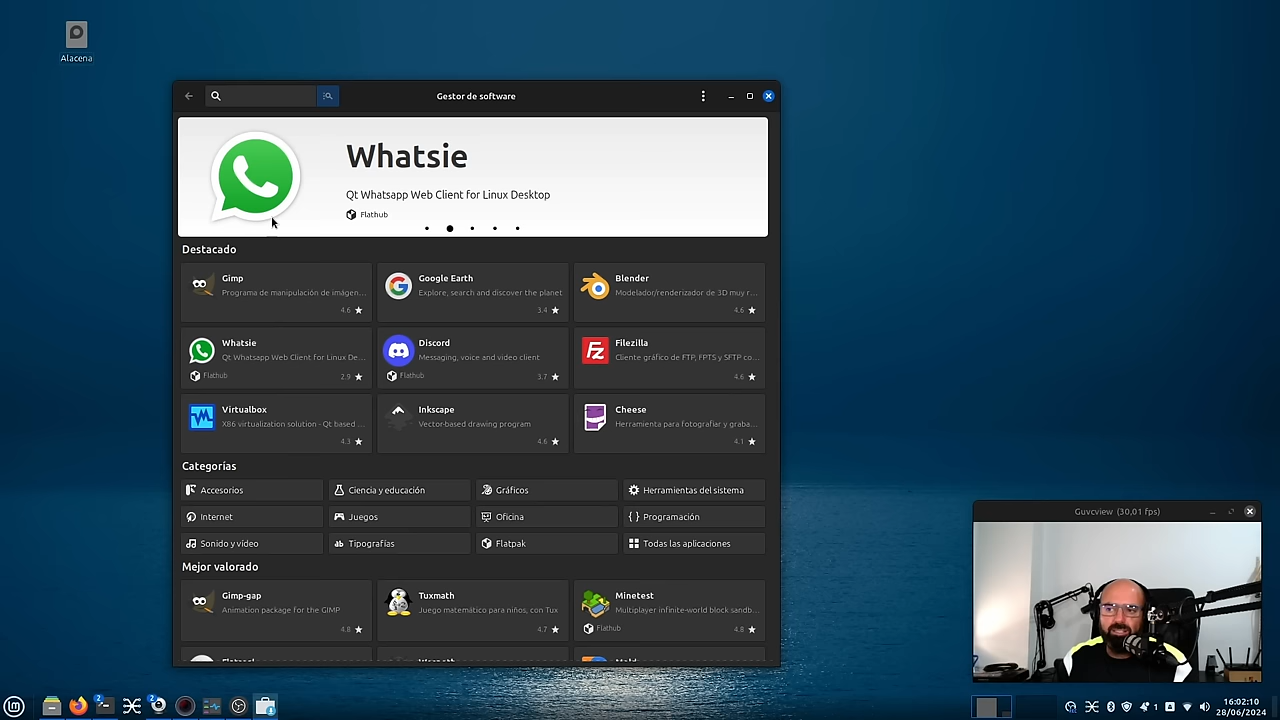 Alacena
Gestor de software
Whatsie
Qt Whatsapp Web Client for Linux Desktop
Flathub
Destacado
Gimp
Programa de manipulación de imágen...
4.6
Google Earth
Explore, search and discover the planet
3.4
Blender
Modelador/renderizador de 3D muy r...
4.6
Whatsie
Qt Whatsapp Web Client for Linux De...
Flathub
2.9
Discord
Messaging, voice and video client
Flathub
3.7
Filezilla
Cliente gráfico de FTP, FPTS y SFTP co...
4.6
Virtualbox
X86 virtualization solution - Qt based ...
4.3
Inkscape
Vector-based drawing program
4.6
Cheese
Herramienta para fotografiar y graba...
4.1
Categorías
Accesorios
Ciencia y educación
Gráficos
Herramientas del sistema
Internet
Juegos
Oficina
Programación
Sonido y vídeo
Tipografías
Flatpak
Todas las aplicaciones
Mejor valorado
Gimp-gap
Animation package for the GIMP
4.8
Tuxmath
Juego matemático para niños, con Tux
4.7
Minetest
Multiplayer infinite-world block sandb...
Flathub
4.8
Guvcview (30,01 fps)
2
2
1
16:02:10
28/06/2024